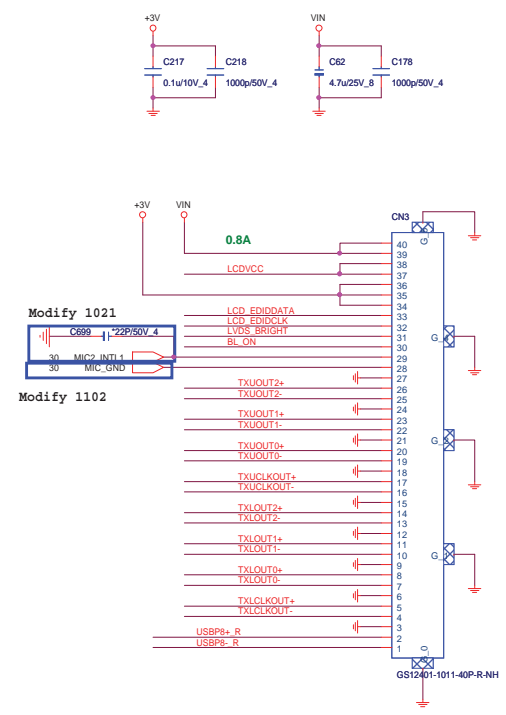 +3V
VIN
C217
C218
C62
C178
0.1u/10V_4
1000p/50V_4
4.7u/25V_8
1000p/50V_4
+3V
VIN
CN3
0.8A
40
39
LCDVCC
38
37
36
35
34
Modify 1021
LCD_EDIDDATA
33
LCD_EDIDCLK
32
C699
*22P/50V_4
LVDS_BRIGHT
31
BL_ON
30
30
MIC2_INTL1
29
30
MIC_GND
28
Modify 1102
27
TXUOUT2+
26
TXUOUT2-
25
24
TXUOUT1+
23
TXUOUT1-
22
21
TXUOUT0+
20
TXUOUT0-
19
18
TXUCLKOUT+
17
TXUCLKOUT-
16
15
TXLOUT2+
14
TXLOUT2-
13
12
TXLOUT1+
11
TXLOUT1-
10
9
TXLOUT0+
8
TXLOUT0-
7
6
TXLCLKOUT+
5
TXLCLKOUT-
4
3
USBP8+_R
2
USBP8-_R
1
GS12401-1011-40P-R-NH